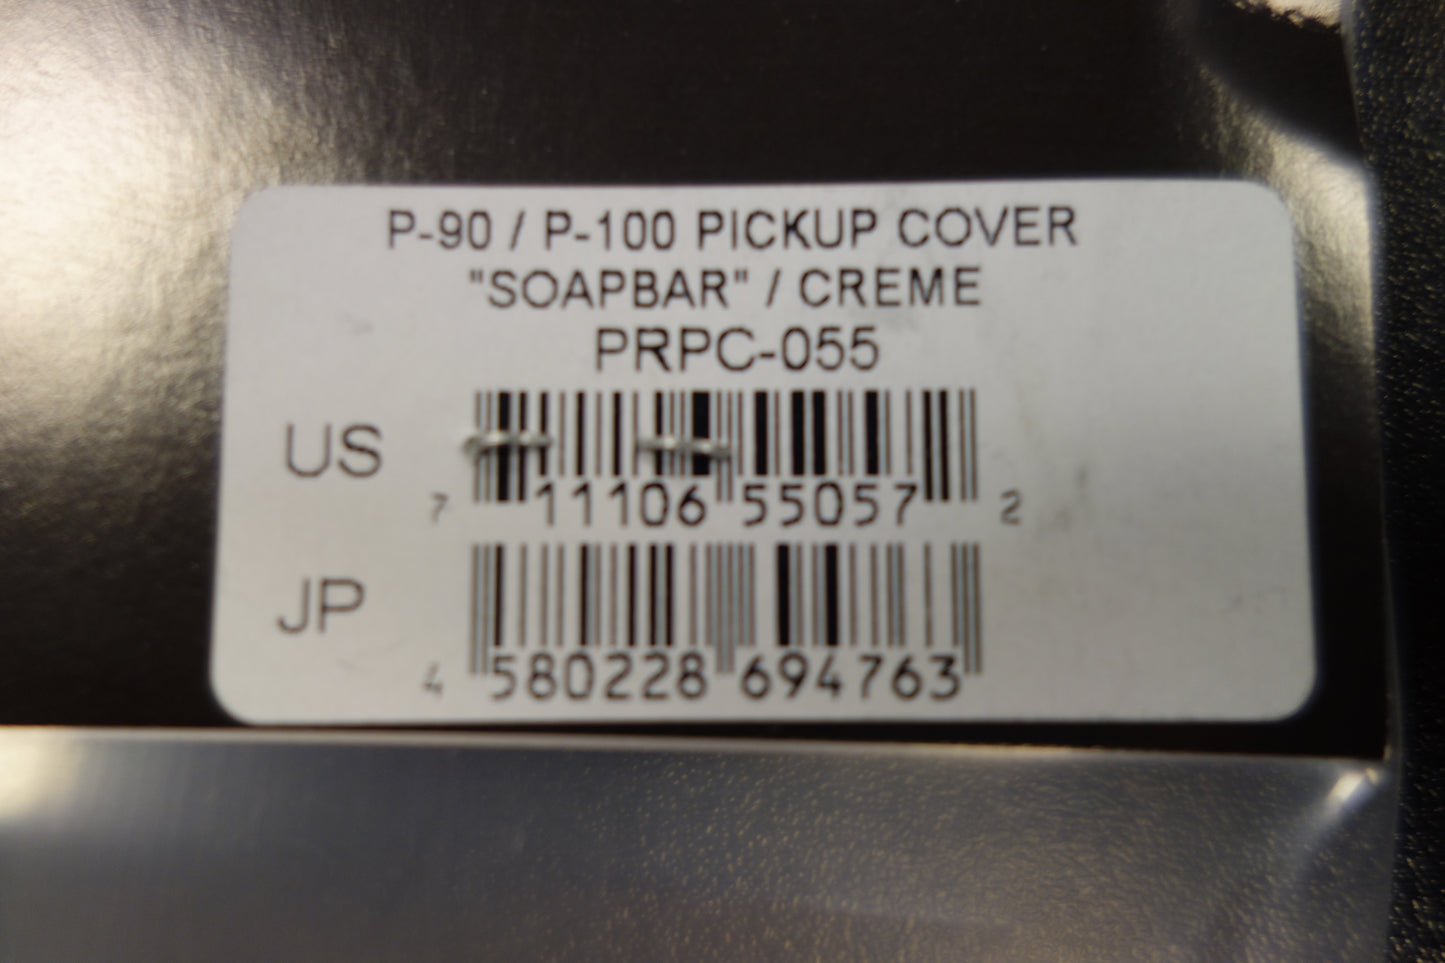 P-90 / P-100 PICKUP COVER
"SOAPBAR" / CREME
PRPC-055
US
7 11106 55057 2
JP
4 580228 694763